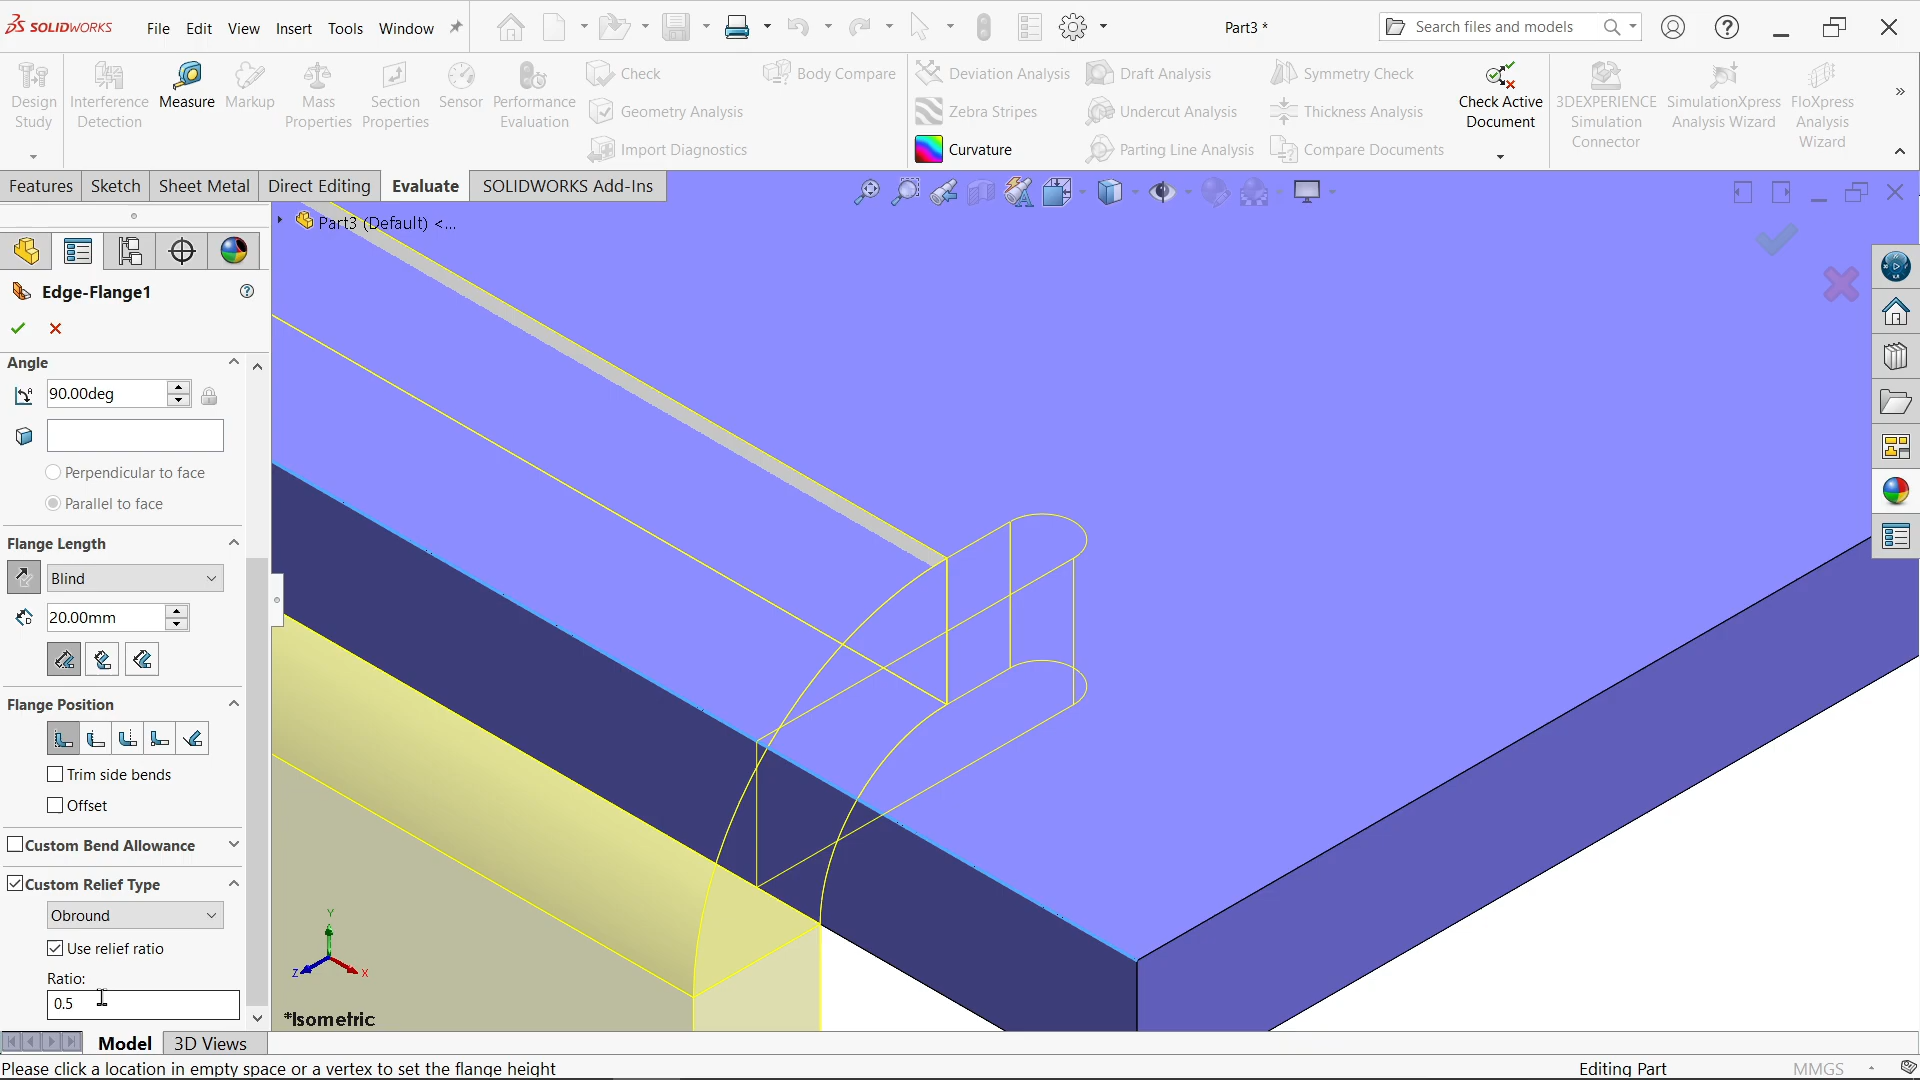 SOLIDWORKS
File Edit View Insert Tools Window
Part3 *
Search files and models
Design Study
Interference Detection
Measure
Markup
Mass Properties
Section Properties
Sensor
Performance Evaluation
Check
Geometry Analysis
Import Diagnostics
Body Compare
Deviation Analysis
Zebra Stripes
Curvature
Draft Analysis
Undercut Analysis
Parting Line Analysis
Symmetry Check
Thickness Analysis
Compare Documents
Check Active Document
3DEXPERIENCE Simulation Connector
SimulationXpress Analysis Wizard
FloXpress Analysis Wizard
Features Sketch Sheet Metal Direct Editing Evaluate SOLIDWORKS Add-Ins
Part3 (Default) <...
Edge-Flange1
Angle
90.00deg
Perpendicular to face
Parallel to face
Flange Length
Blind
20.00mm
Flange Position
Trim side bends
Offset
Custom Bend Allowance
Custom Relief Type
Obround
Use relief ratio
Ratio:
0.5
Y
Z X
*Isometric
Model 3D Views
Please click a location in empty space or a vertex to set the flange height
Editing Part
MMGS